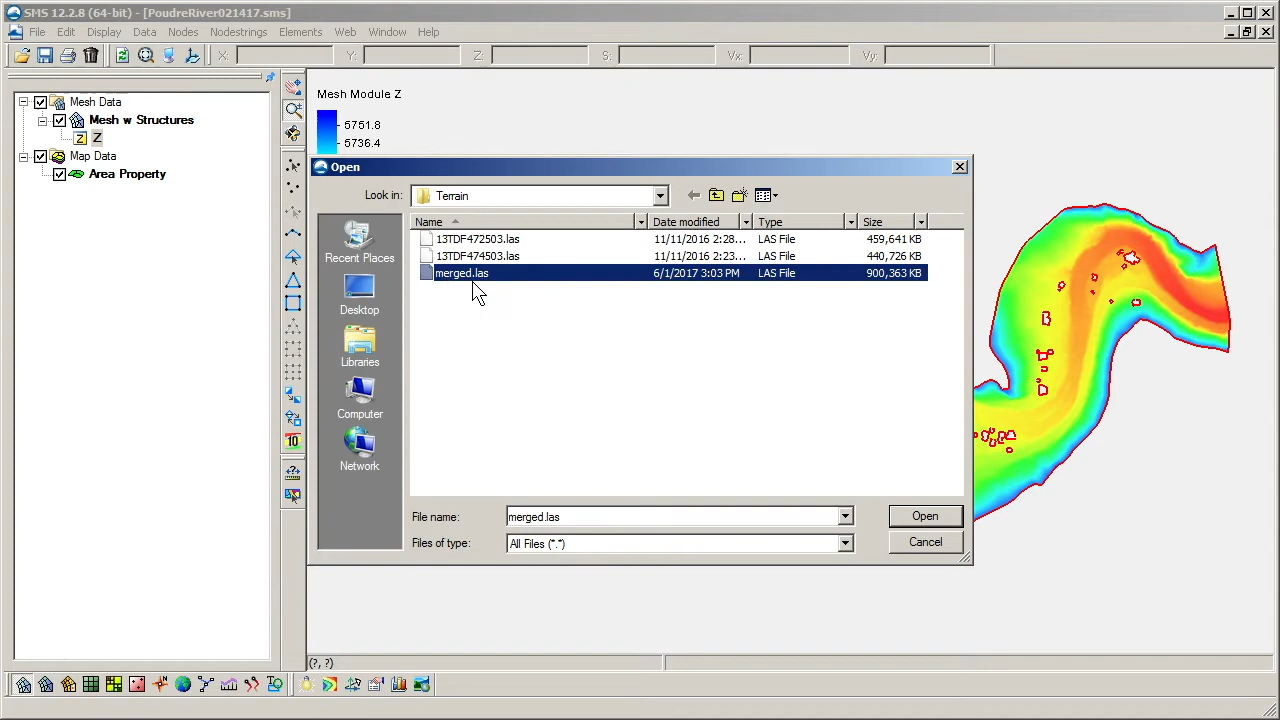 SMS 12.2.8 (64-bit) - [PoudreRiver021417.sms]
File Edit Display Data Nodes Nodestrings Elements Web Window Help
X: Y: Z: S: Vx: Vy:
Mesh Data
Mesh w Structures
Z Z
Map Data
Area Property
Mesh Module Z
5751.8
5736.4
Open
Look in: Terrain
Name Date modified Type Size
13TDF472503.las 11/11/2016 2:28... LAS File 459,641 KB
13TDF474503.las 11/11/2016 2:23... LAS File 440,726 KB
merged.las 6/1/2017 3:03 PM LAS File 900,363 KB
Recent Places
Desktop
Libraries
Computer
Network
File name: merged.las Open
Files of type: All Files (*.*) Cancel
10
(?, ?)